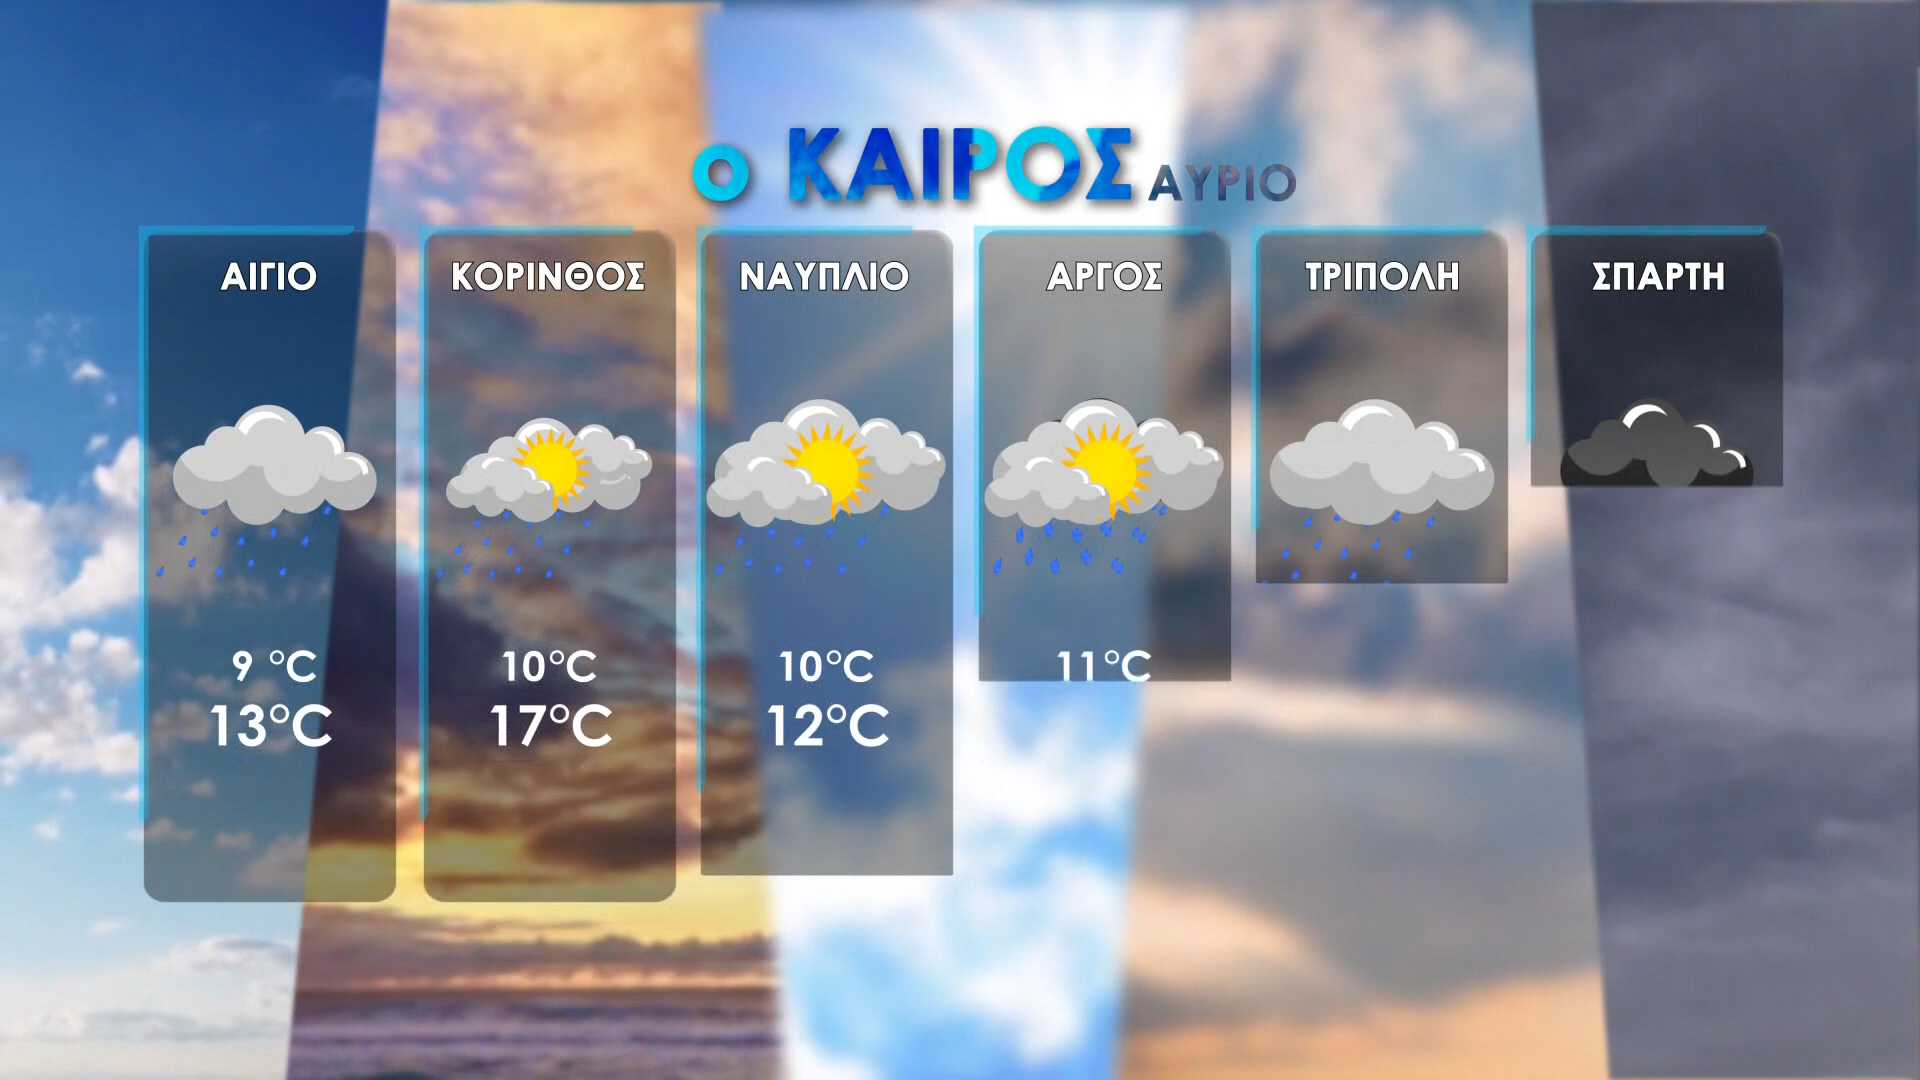 ο ΚΑΙΡΟΣ ΑΥΡΙΟ
ΑΙΓΙΟ
9 °C
13°C
ΚΟΡΙΝΘΟΣ
10°C
17°C
ΝΑΥΠΛΙΟ
10°C
12°C
ΑΡΓΟΣ
11°C
ΤΡΙΠΟΛΗ
ΣΠΑΡΤΗ